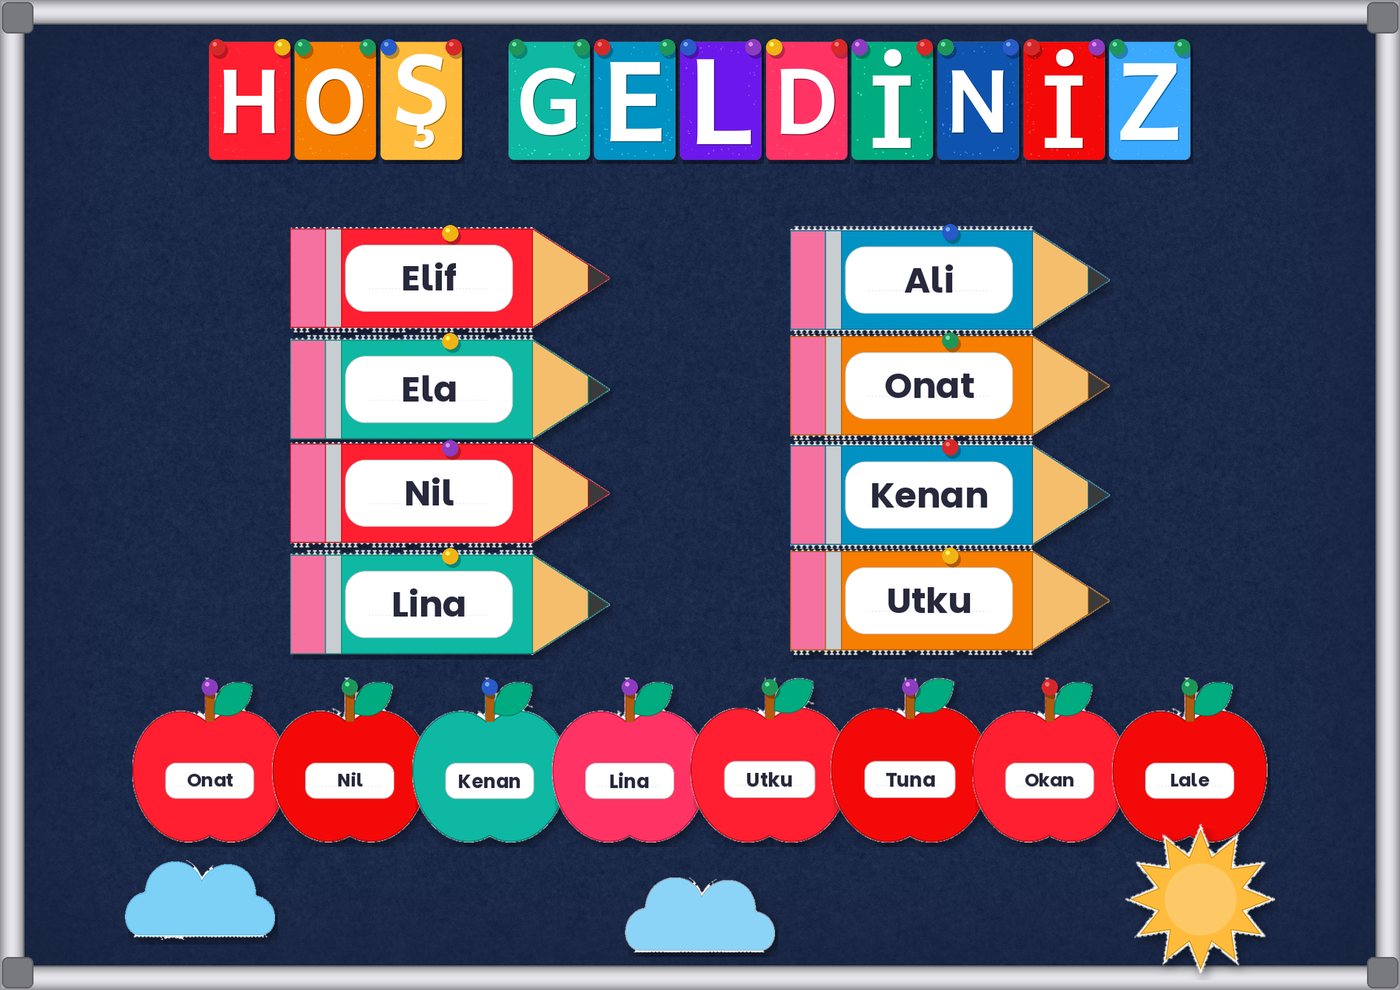 HOŞ GELDİNİZ
Elif
Ela
Nil
Lina
Ali
Onat
Kenan
Utku
Onat Nil Kenan Lina Utku Tuna Okan Lale